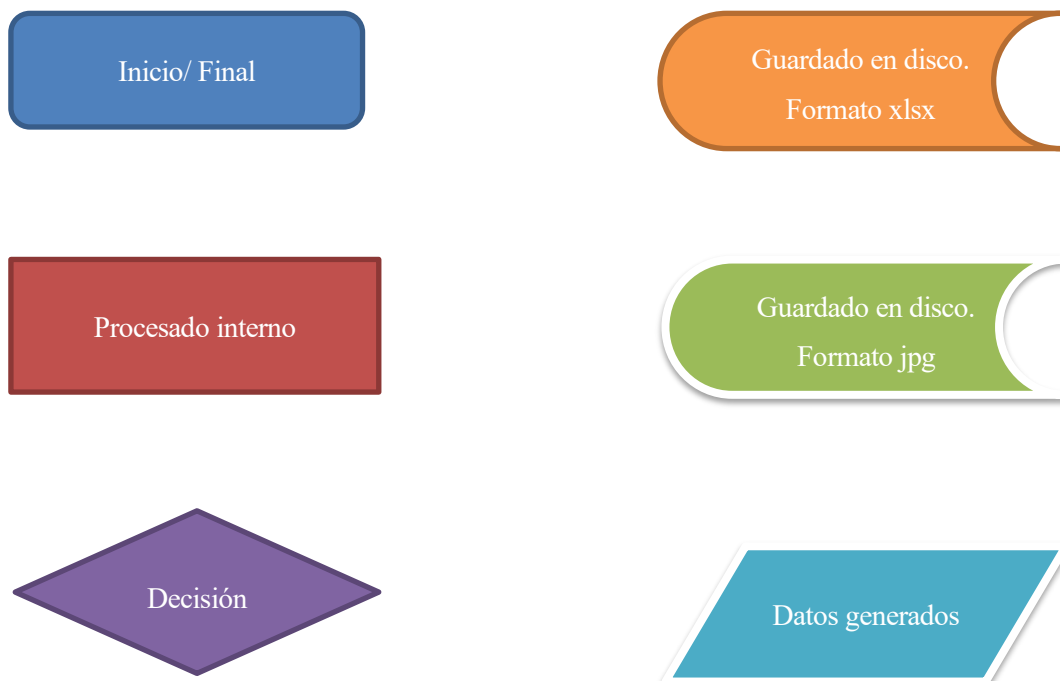 Inicio/ Final
Guardado en disco.
Formato xlsx
Procesado interno
Guardado en disco.
Formato jpg
Decisión
Datos generados